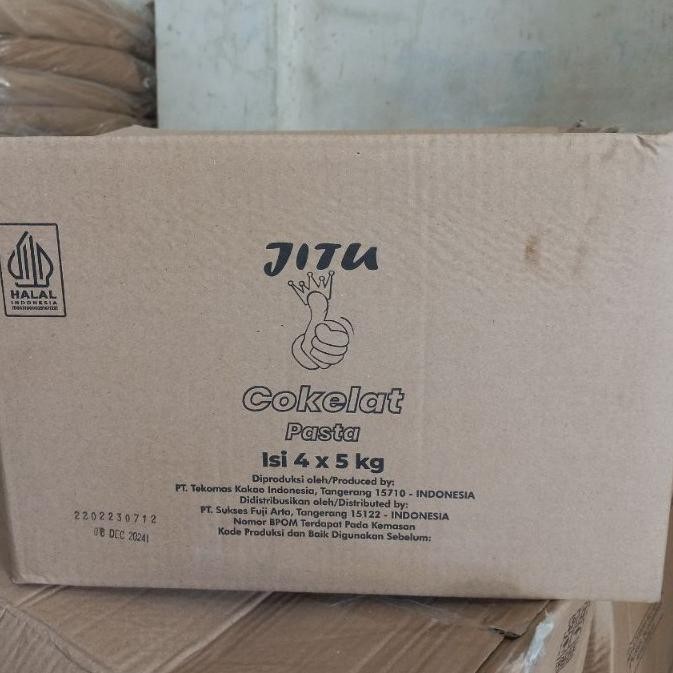 HALAL
INDONESIA
JITU
Cokelat
Pasta
Isi 4 x 5 kg
Diproduksi oleh/Produced by:
PT. Tekomas Kakao Indonesia, Tangerang 15710 - INDONESIA
Didistribusikan oleh/Distributed by:
PT. Sukses Fuji Arta, Tangerang 15122 - INDONESIA
Nomor BPOM Terdapat Pada Kemasan
Kode Produksi dan Baik Digunakan Sebelum:
2202230712
DEC 2024